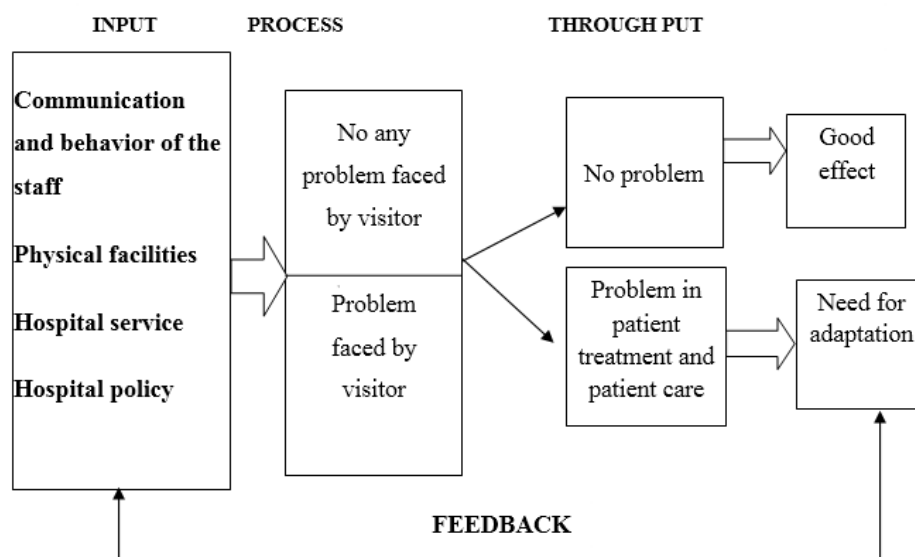 INPUT
PROCESS
THROUGH PUT
Communication
and behavior of the
staff
Physical facilities
Hospital service
Hospital policy
No any
problem faced
by visitor
Problem
faced by
visitor
No problem
Good
effect
Problem in
patient
treatment and
patient care
Need for
adaptation
FEEDBACK